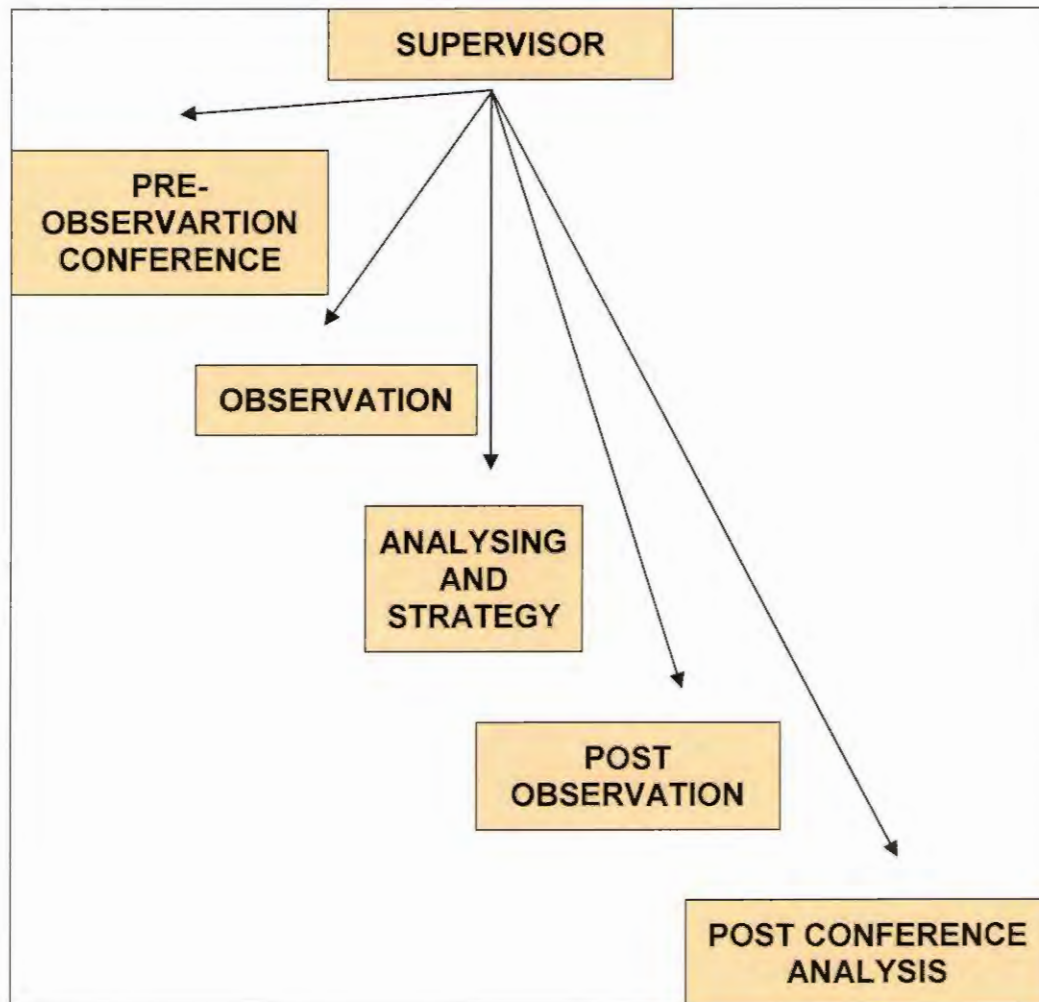 SUPERVISOR
PRE-
OBSERVARTION
CONFERENCE
OBSERVATION
ANALYSING
AND
STRATEGY
POST
OBSERVATION
POST CONFERENCE
ANALYSIS